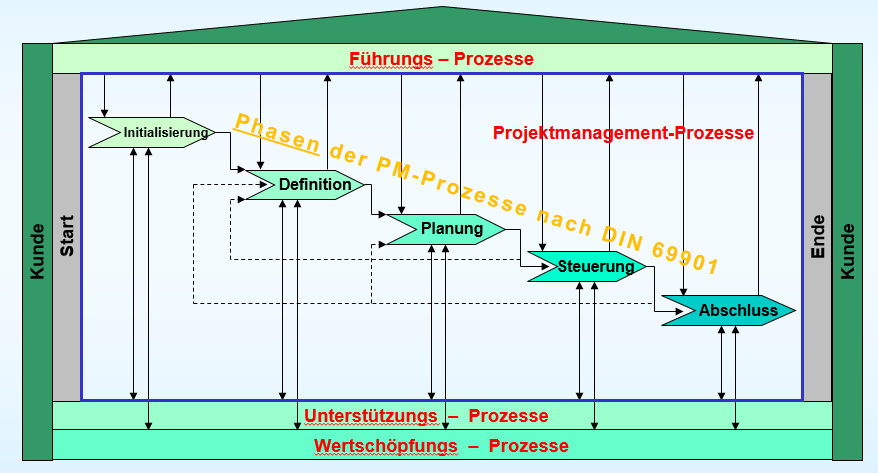 Führungs – Prozesse
Initialisierung
Phasen der PM-Prozesse nach DIN 69901
Projektmanagement-Prozesse
Definition
Planung
Steuerung
Abschluss
Kunde
Start
Ende
Kunde
Unterstützungs – Prozesse
Wertschöpfungs – Prozesse